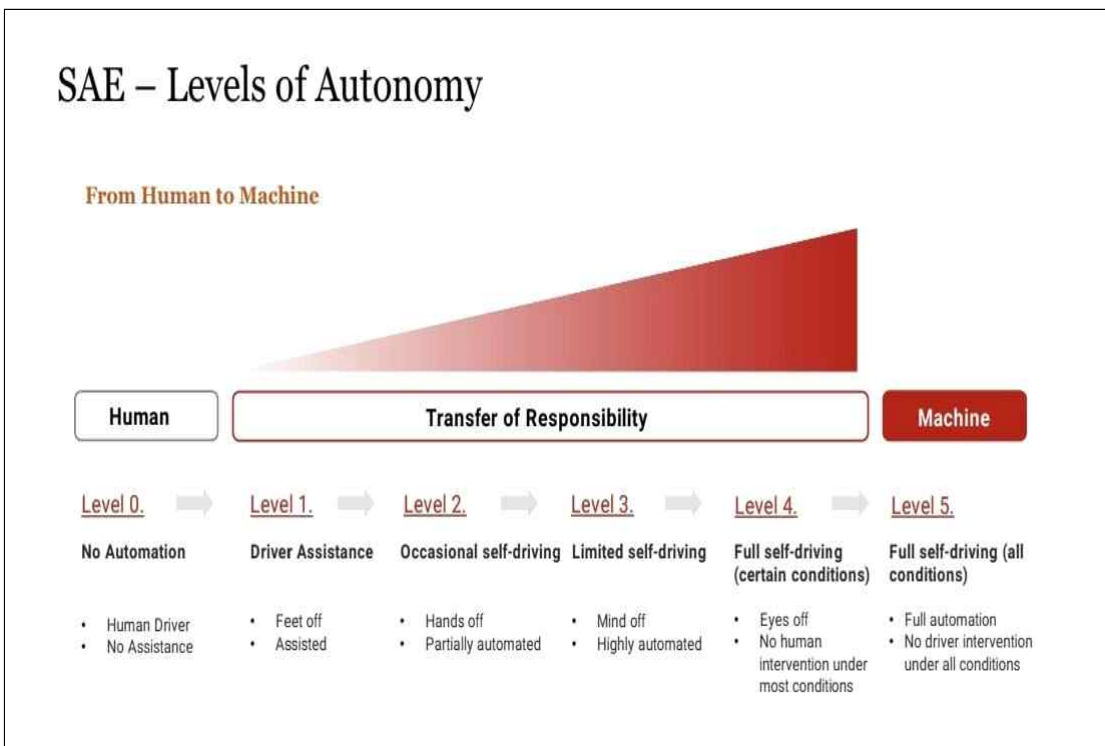 SAE – Levels of Autonomy
From Human to Machine
Human
Transfer of Responsibility
Machine
Level 0.
No Automation
• Human Driver
• No Assistance
Level 1.
Driver Assistance
• Feet off
• Assisted
Level 2.
Occasional self-driving
• Hands off
• Partially automated
Level 3.
Limited self-driving
• Mind off
• Highly automated
Level 4.
Full self-driving
(certain conditions)
• Eyes off
• No human
intervention under
most conditions
Level 5.
Full self-driving (all
conditions)
• Full automation
• No driver intervention
under all conditions